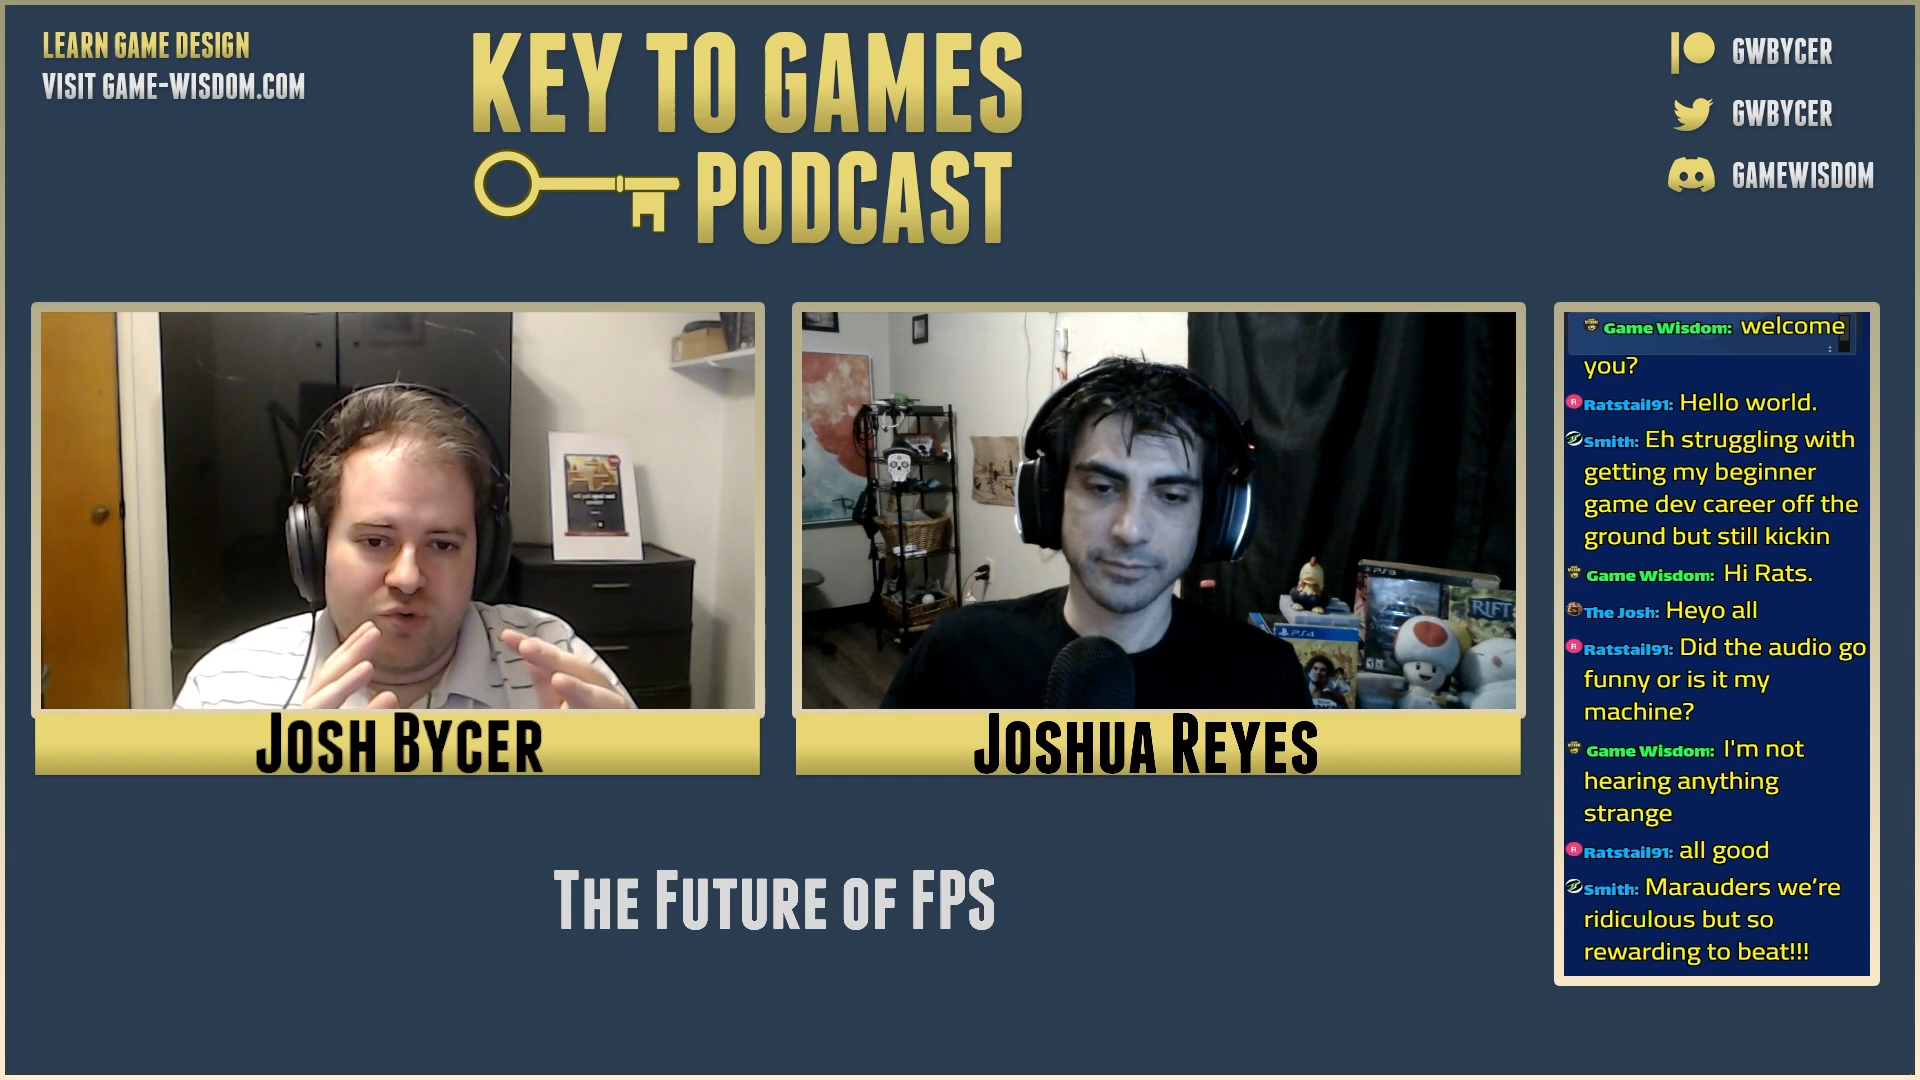 LEARN GAME DESIGN
VISIT GAME-WISDOM.COM
KEY TO GAMES
PODCAST
GWBYCER
GWBYCER
GAMEWISDOM
PS3
RIFT
PS4
JOSH BYCER
JOSHUA REYES
THE FUTURE OF FPS
Game Wisdom: welcome
you?
Ratstail91: Hello world.
Smith: Eh struggling with
getting my beginner
game dev career off the
ground but still kickin
Game Wisdom: Hi Rats.
The Josh: Heyo all
Ratstail91: Did the audio go
funny or is it my
machine?
Game Wisdom: I'm not
hearing anything
strange
Ratstail91: all good
Smith: Marauders we’re
ridiculous but so
rewarding to beat!!!